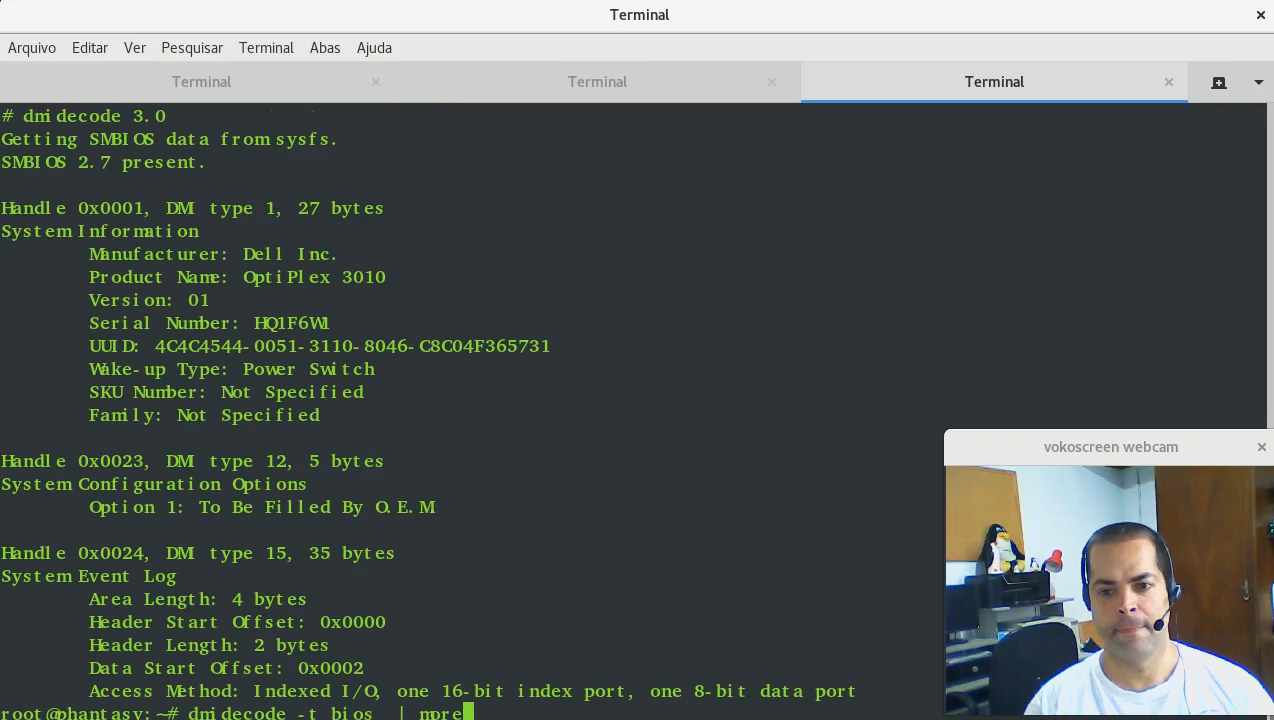 Terminal
Arquivo Editar Ver Pesquisar Terminal Abas Ajuda
Terminal Terminal Terminal
# dmidecode 3.0
Getting SMBIOS data from sysfs.
SMBIOS 2.7 present.
Handle 0x0001, DMI type 1, 27 bytes
System Information
Manufacturer: Dell Inc.
Product Name: OptiPlex 3010
Version: 01
Serial Number: HQ1F6W1
UUID: 4C4C4544-0051-3110-8046-C8C04F365731
Wake-up Type: Power Switch
SKU Number: Not Specified
Family: Not Specified
Handle 0x0023, DMI type 12, 5 bytes
System Configuration Options
Option 1: To Be Filled By O.E.M
Handle 0x0024, DMI type 15, 35 bytes
System Event Log
Area Length: 4 bytes
Header Start Offset: 0x0000
Header Length: 2 bytes
Data Start Offset: 0x0002
Access Method: Indexed I/O, one 16-bit index port, one 8-bit data port
root@phantasy:~# dmidecode -t bios | more
vokoscreen webcam